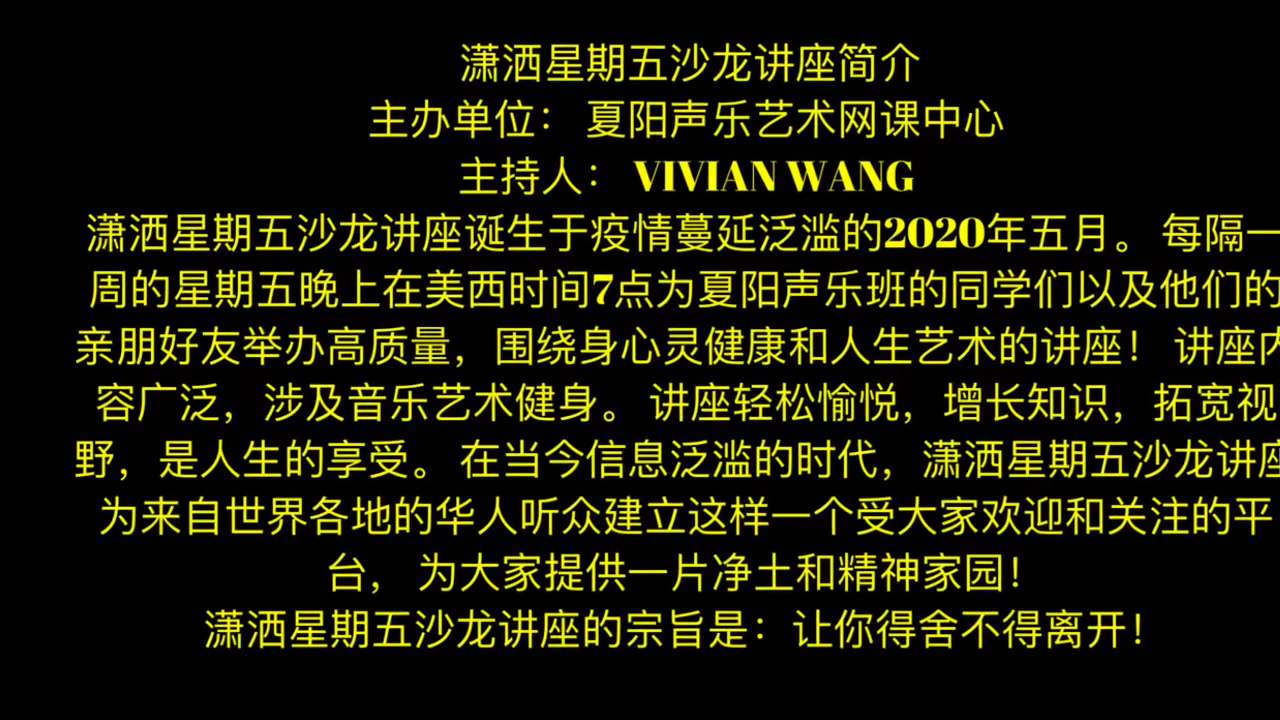 潇洒星期五沙龙讲座简介
主办单位： 夏阳声乐艺术网课中心
主持人： VIVIAN WANG
潇洒星期五沙龙讲座诞生于疫情蔓延泛滥的2020年五月。 每隔一
周的星期五晚上在美西时间7点为夏阳声乐班的同学们以及他们的
亲朋好友举办高质量，围绕身心灵健康和人生艺术的讲座！ 讲座内
容广泛，涉及音乐艺术健身。 讲座轻松愉悦，增长知识，拓宽视
野，是人生的享受。 在当今信息泛滥的时代，潇洒星期五沙龙讲座
为来自世界各地的华人听众建立这样一个受大家欢迎和关注的平
台， 为大家提供一片净土和精神家园！
潇洒星期五沙龙讲座的宗旨是：让你得舍不得离开！